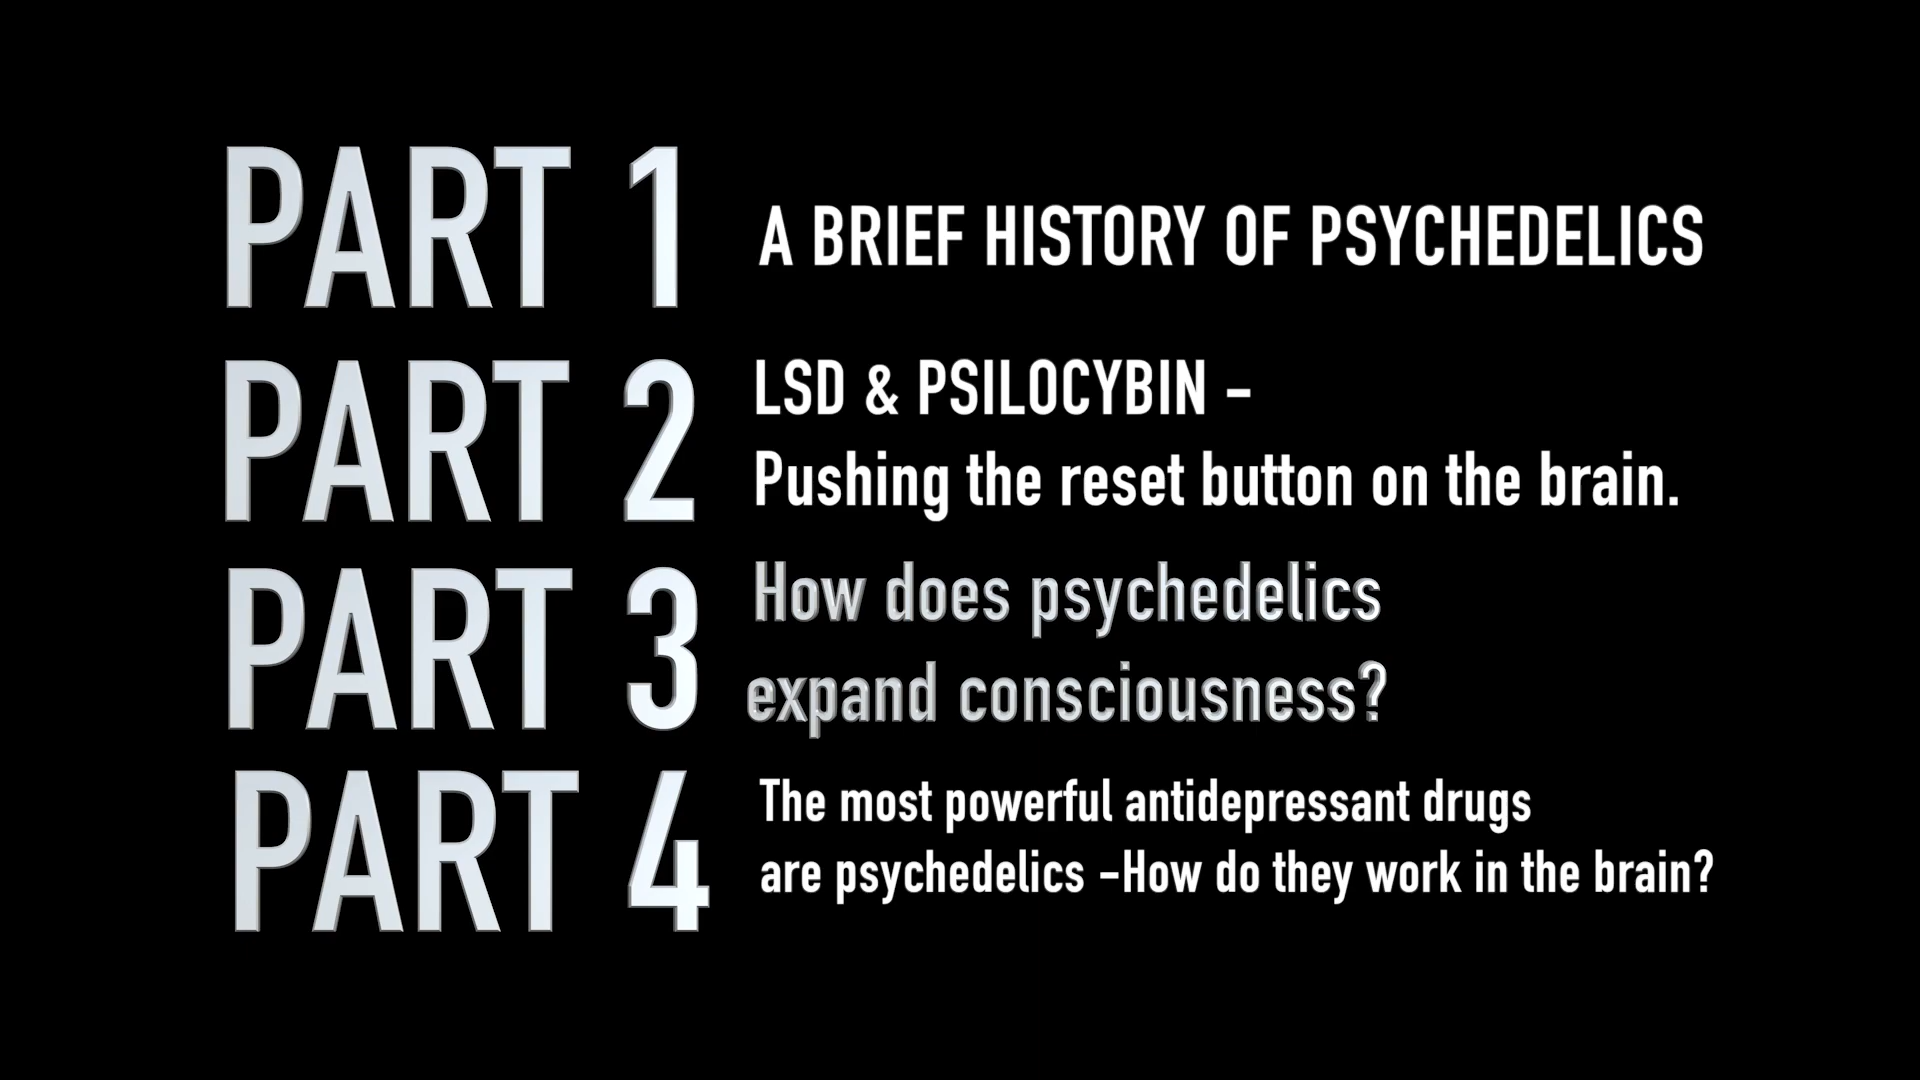 PART 1
A BRIEF HISTORY OF PSYCHEDELICS
PART 2
LSD & PSILOCYBIN -
Pushing the reset button on the brain.
PART 3
How does psychedelics
expand consciousness?
PART 4
The most powerful antidepressant drugs
are psychedelics -How do they work in the brain?